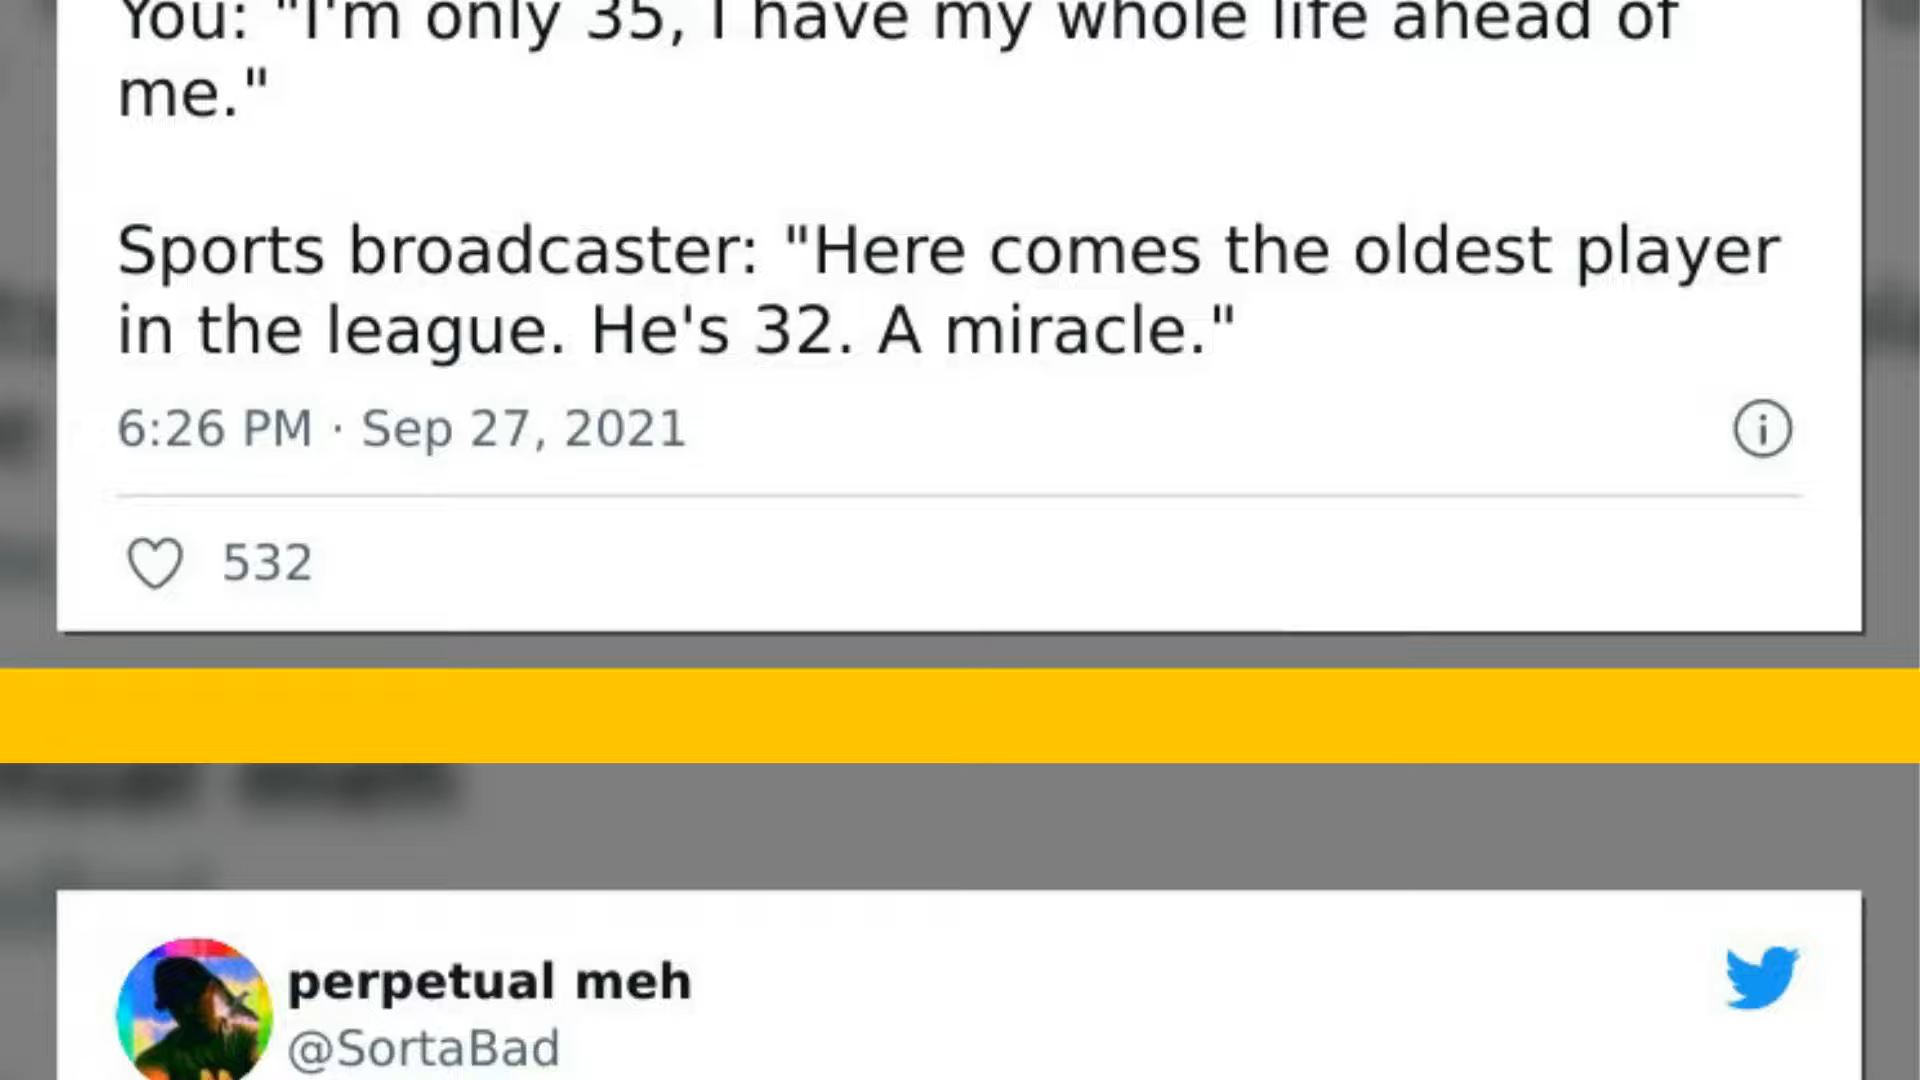 You: "I'm only 35, I have my whole life ahead of
me."
Sports broadcaster: "Here comes the oldest player
in the league. He's 32. A miracle."
6:26 PM · Sep 27, 2021
532
perpetual meh
@SortaBad